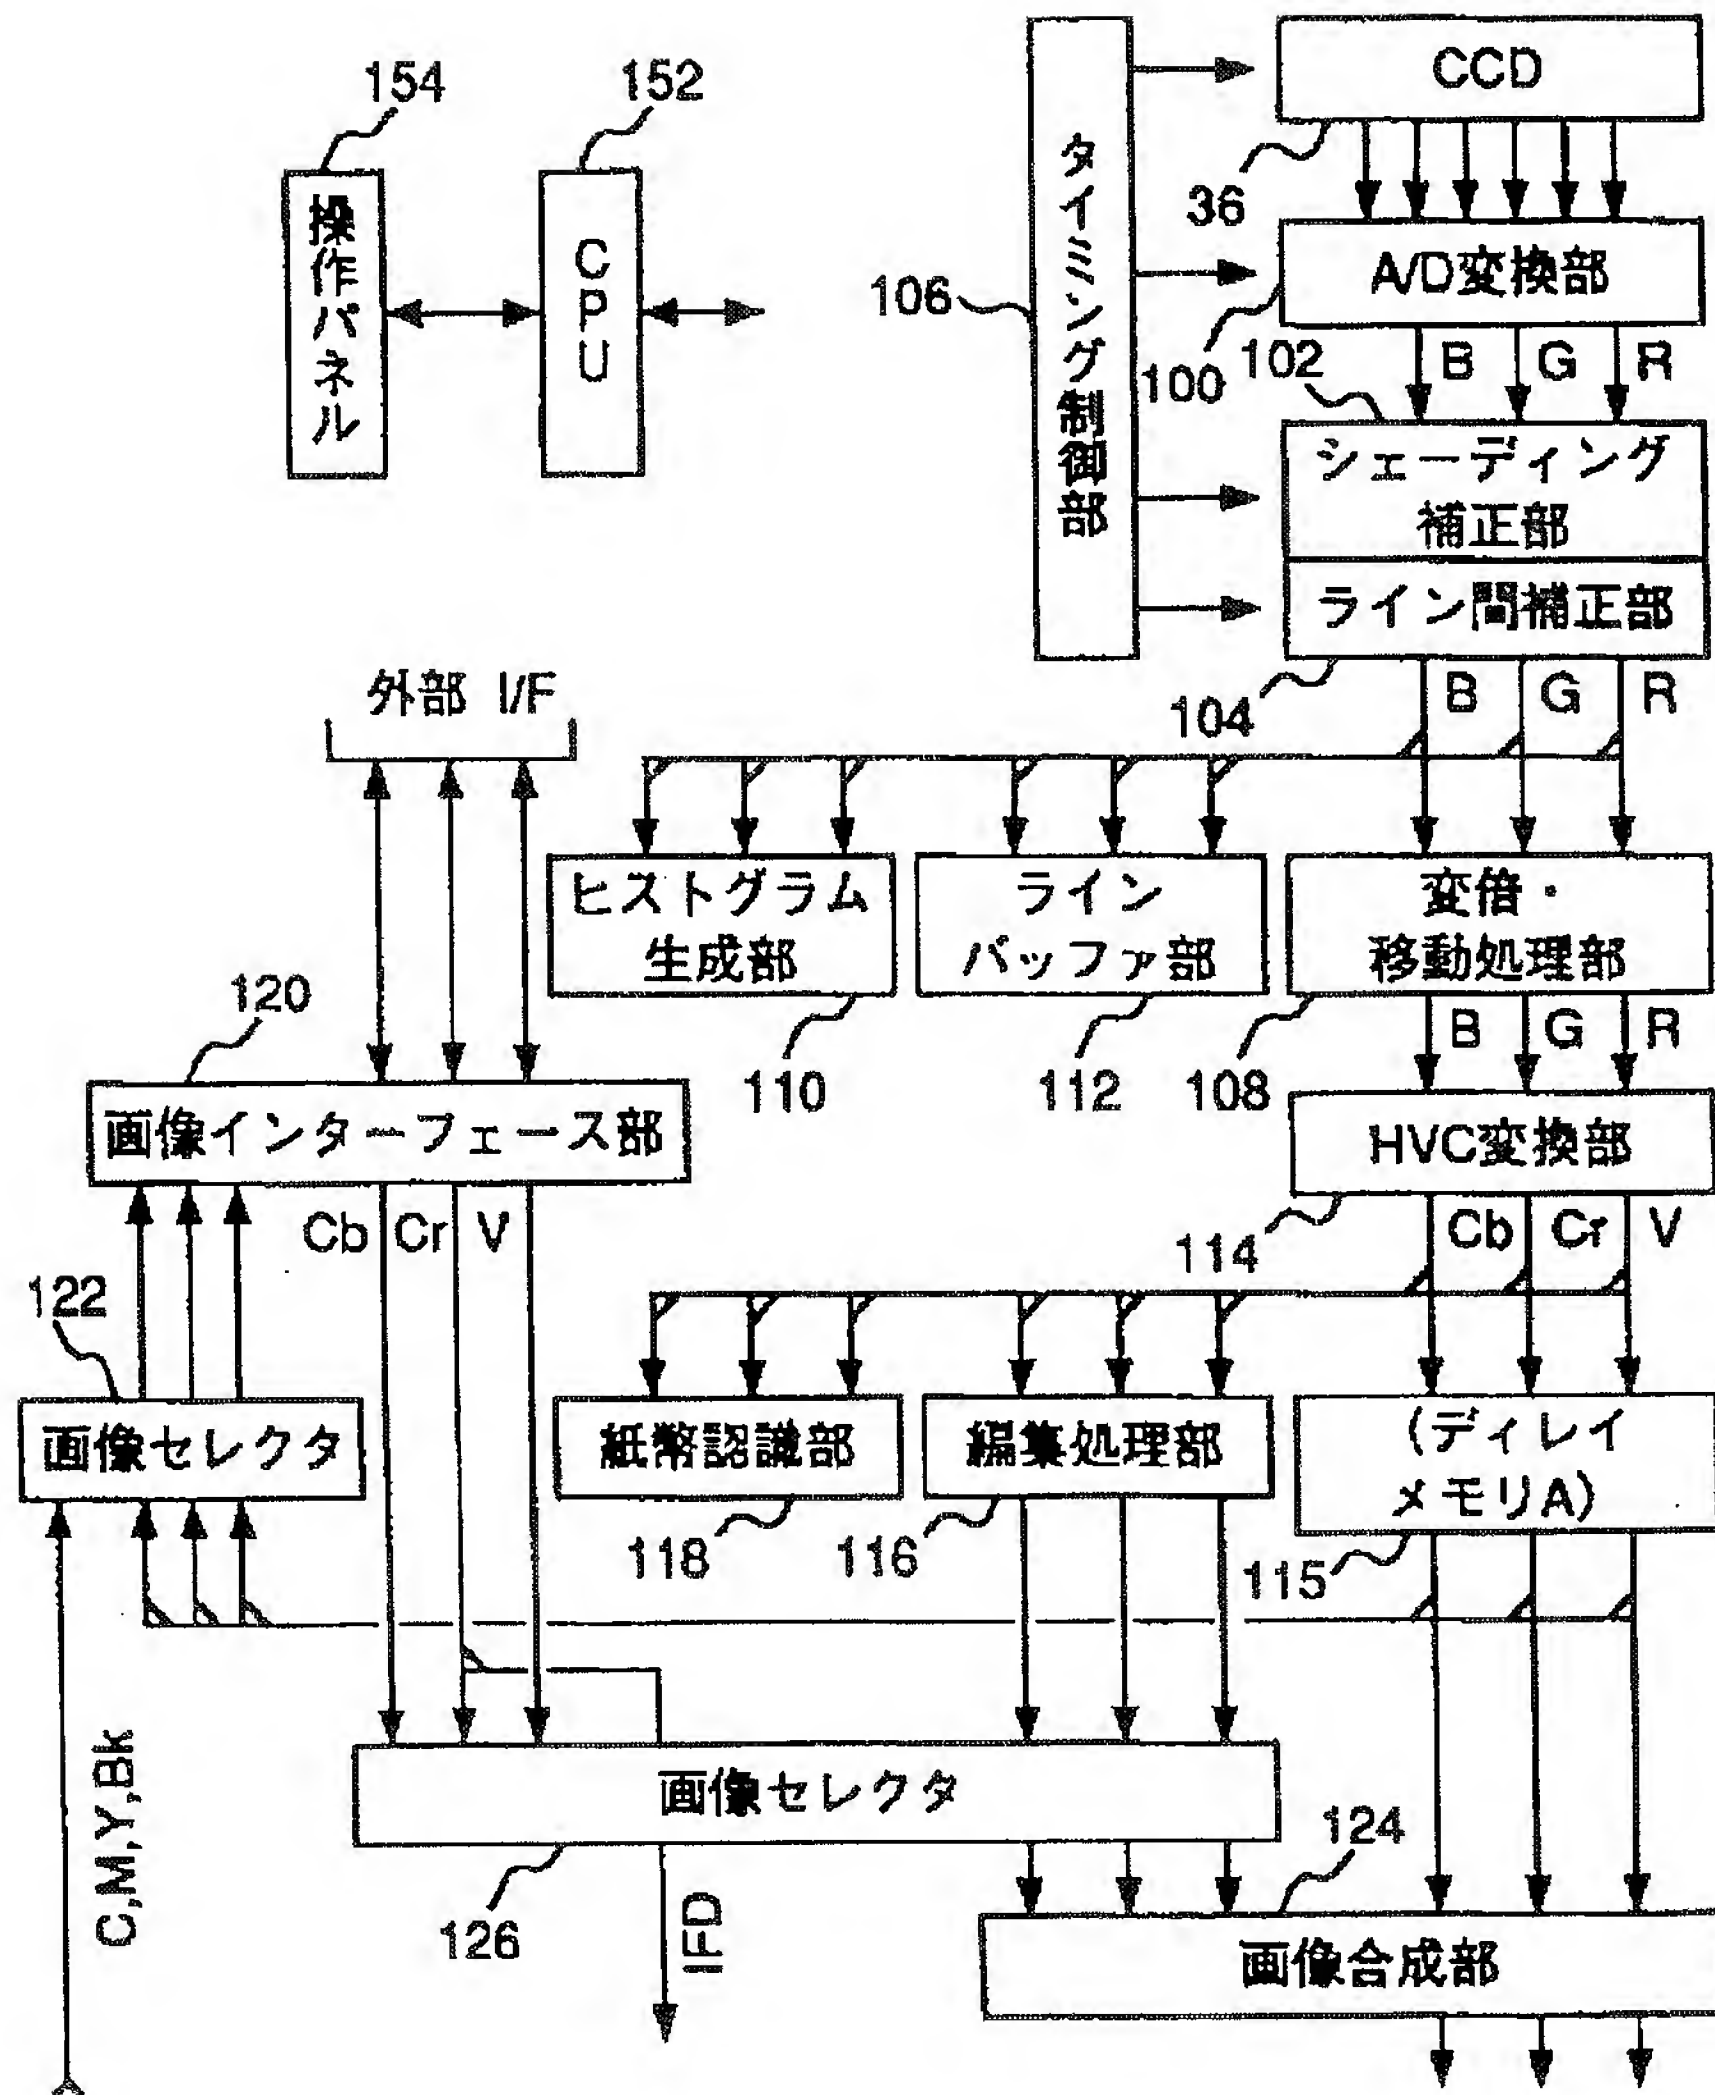 154
152
CCD
36
操作パネル
CPU
タイミング制御部
106
A/D変換部
100
102
B G R
シェーディング
補正部
ライン間補正部
104
B G R
外部 I/F
ヒストグラム
生成部
ライン
バッファ部
変倍・
移動処理部
110
112
108
B G R
120
画像インターフェース部
HVC変換部
Cb Cr V
114
Cb Cr V
122
画像セレクタ
紙幣認識部
編集処理部
(ディレイ
メモリA)
118
116
115
C,M,Y,Bk
画像セレクタ
126
IFD
124
画像合成部